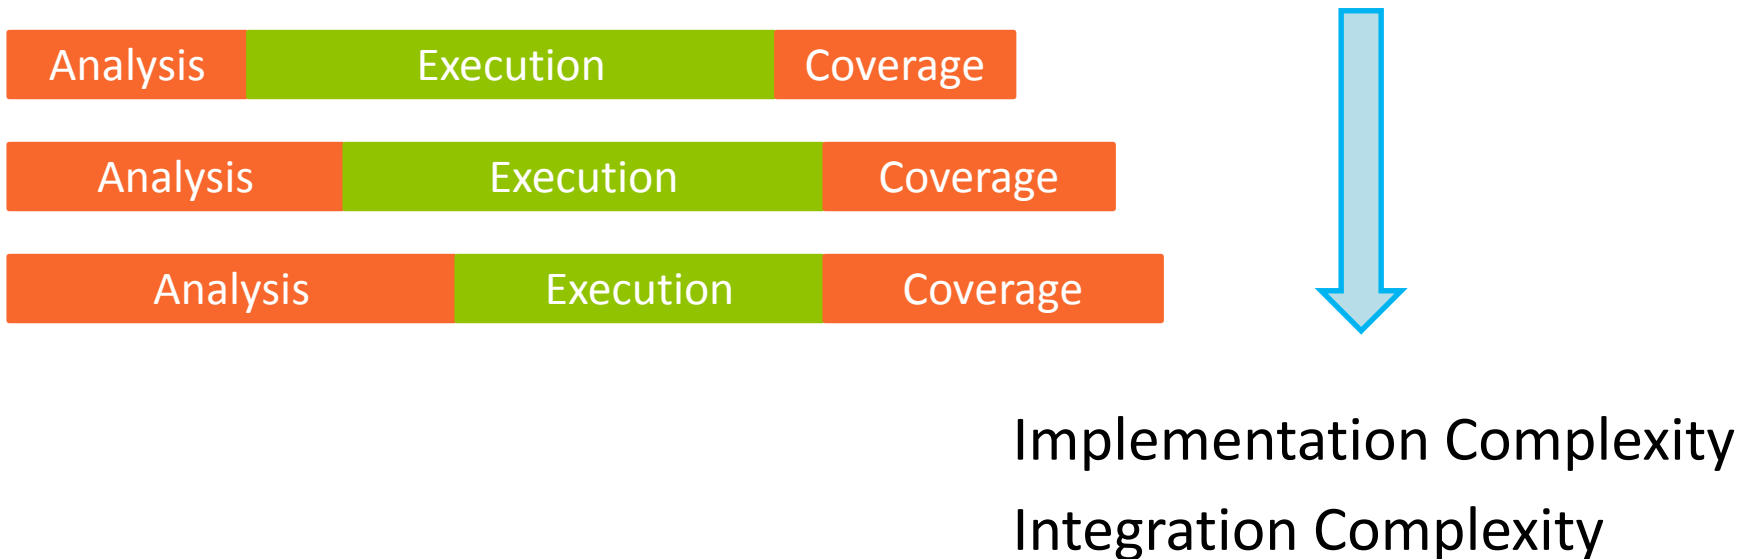 Analysis Execution Coverage
Analysis Execution Coverage
Analysis Execution Coverage
Implementation Complexity
Integration Complexity